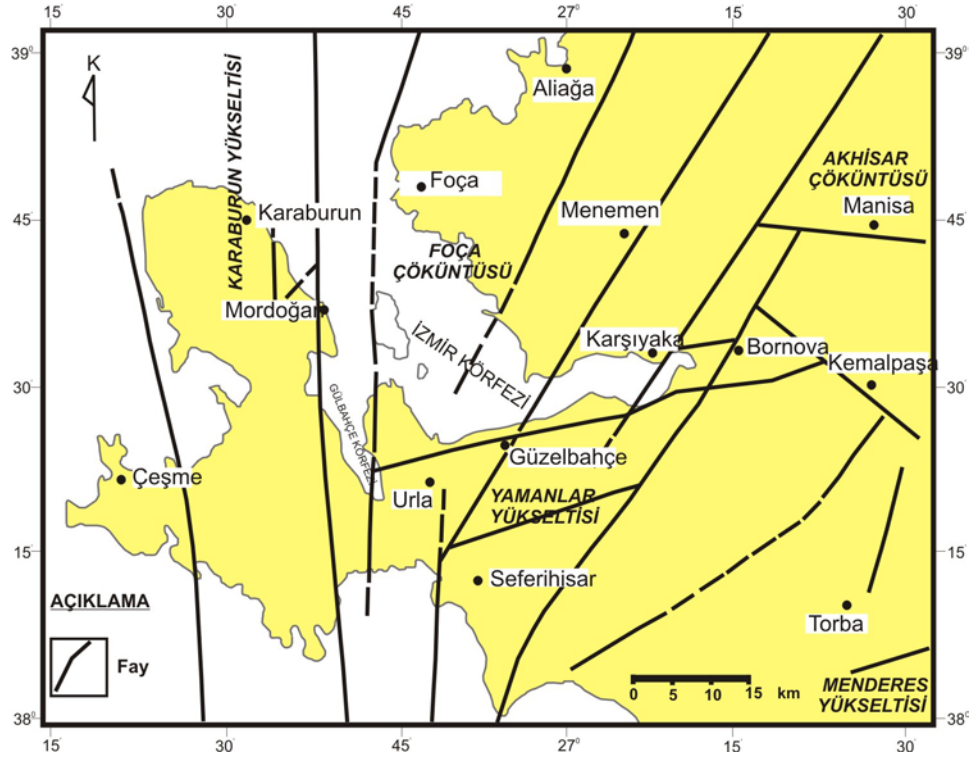 15'
30'
45'
27°
15'
30'
39°
39°
K
Aliağa
KARABURUN YÜKSELTİSİ
AKHİSAR
ÇÖKÜNTÜSÜ
Foça
Manisa
Menemen
45'
45'
Karaburun
FOÇA
ÇÖKÜNTÜSÜ
Mordoğan
İZMİR KÖRFEZİ
Karşıyaka
Bornova
Kemalpaşa
30'
30'
GÜLBAHÇE KÖRFEZİ
Güzelbahçe
Çeşme
Urla
YAMANLAR
YÜKSELTİSİ
15'
15'
Seferihisar
AÇIKLAMA
Torba
Fay
0 5 10 15 km
MENDERES
YÜKSELTİSİ
38°
38°
15'
30'
45'
27°
15'
30'